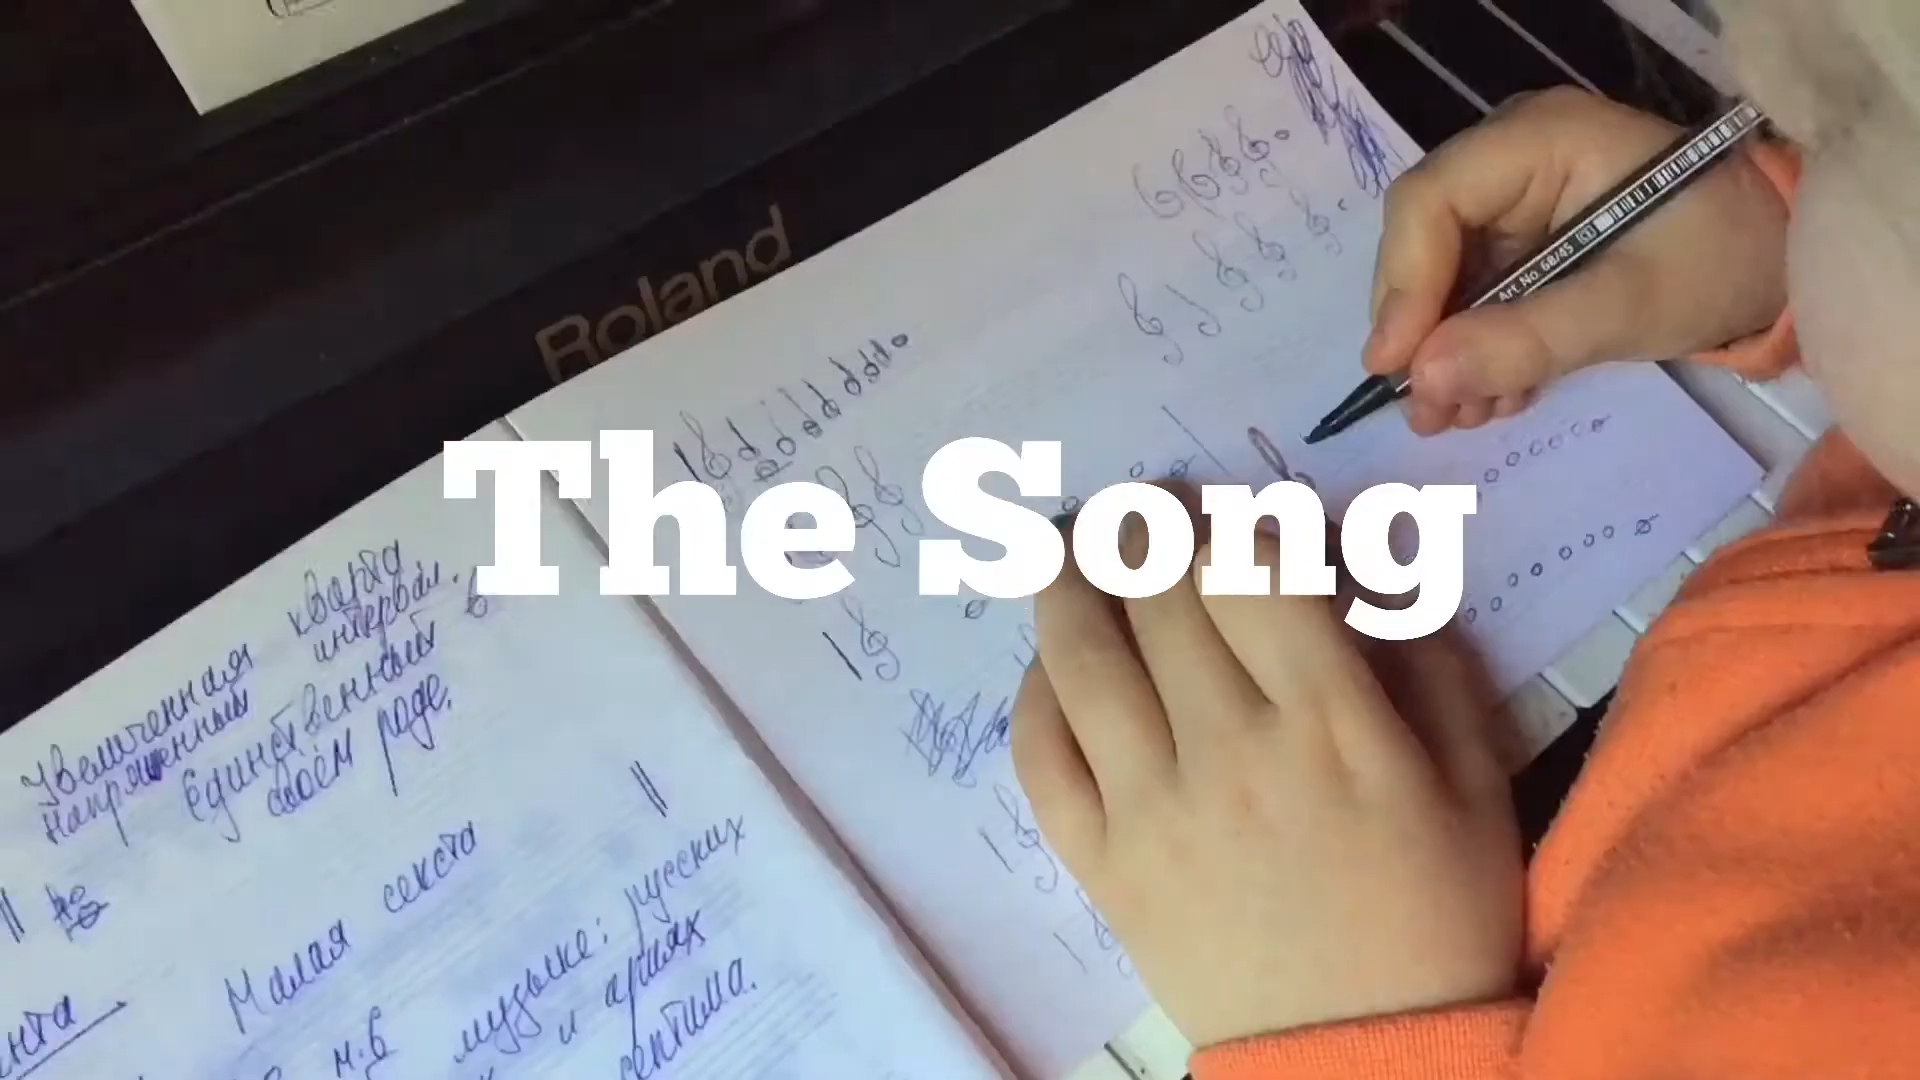 Roland
Art. No. 68/45
The Song
Увеличенная кварта
напряженный интервал.
Единственный в
своём роде.
Малая секста
м.6
музыке: русских
и ариях
септима.